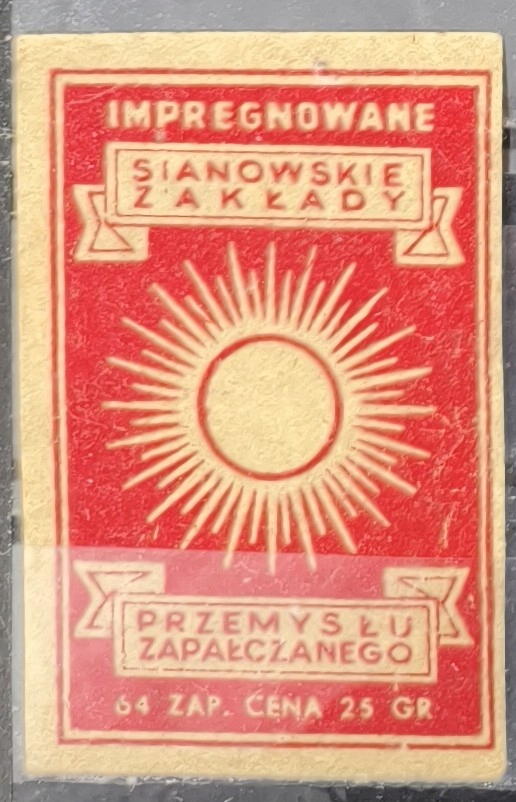 IMPREGNOWANE
SIANOWSKIE
ZAKŁADY
PRZEMYSŁU
ZAPAŁCZANEGO
64 ZAP. CENA 25 GR